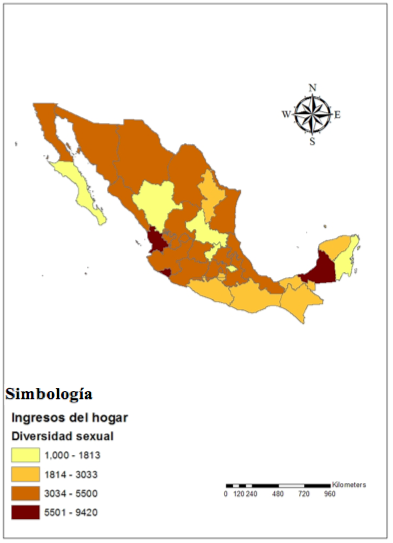 N
W E
S
Simbología
Ingresos del hogar
Diversidad sexual
1,000 - 1813
1814 - 3033
3034 - 5500
5501 - 9420
Kilometers
0 120 240 480 720 960